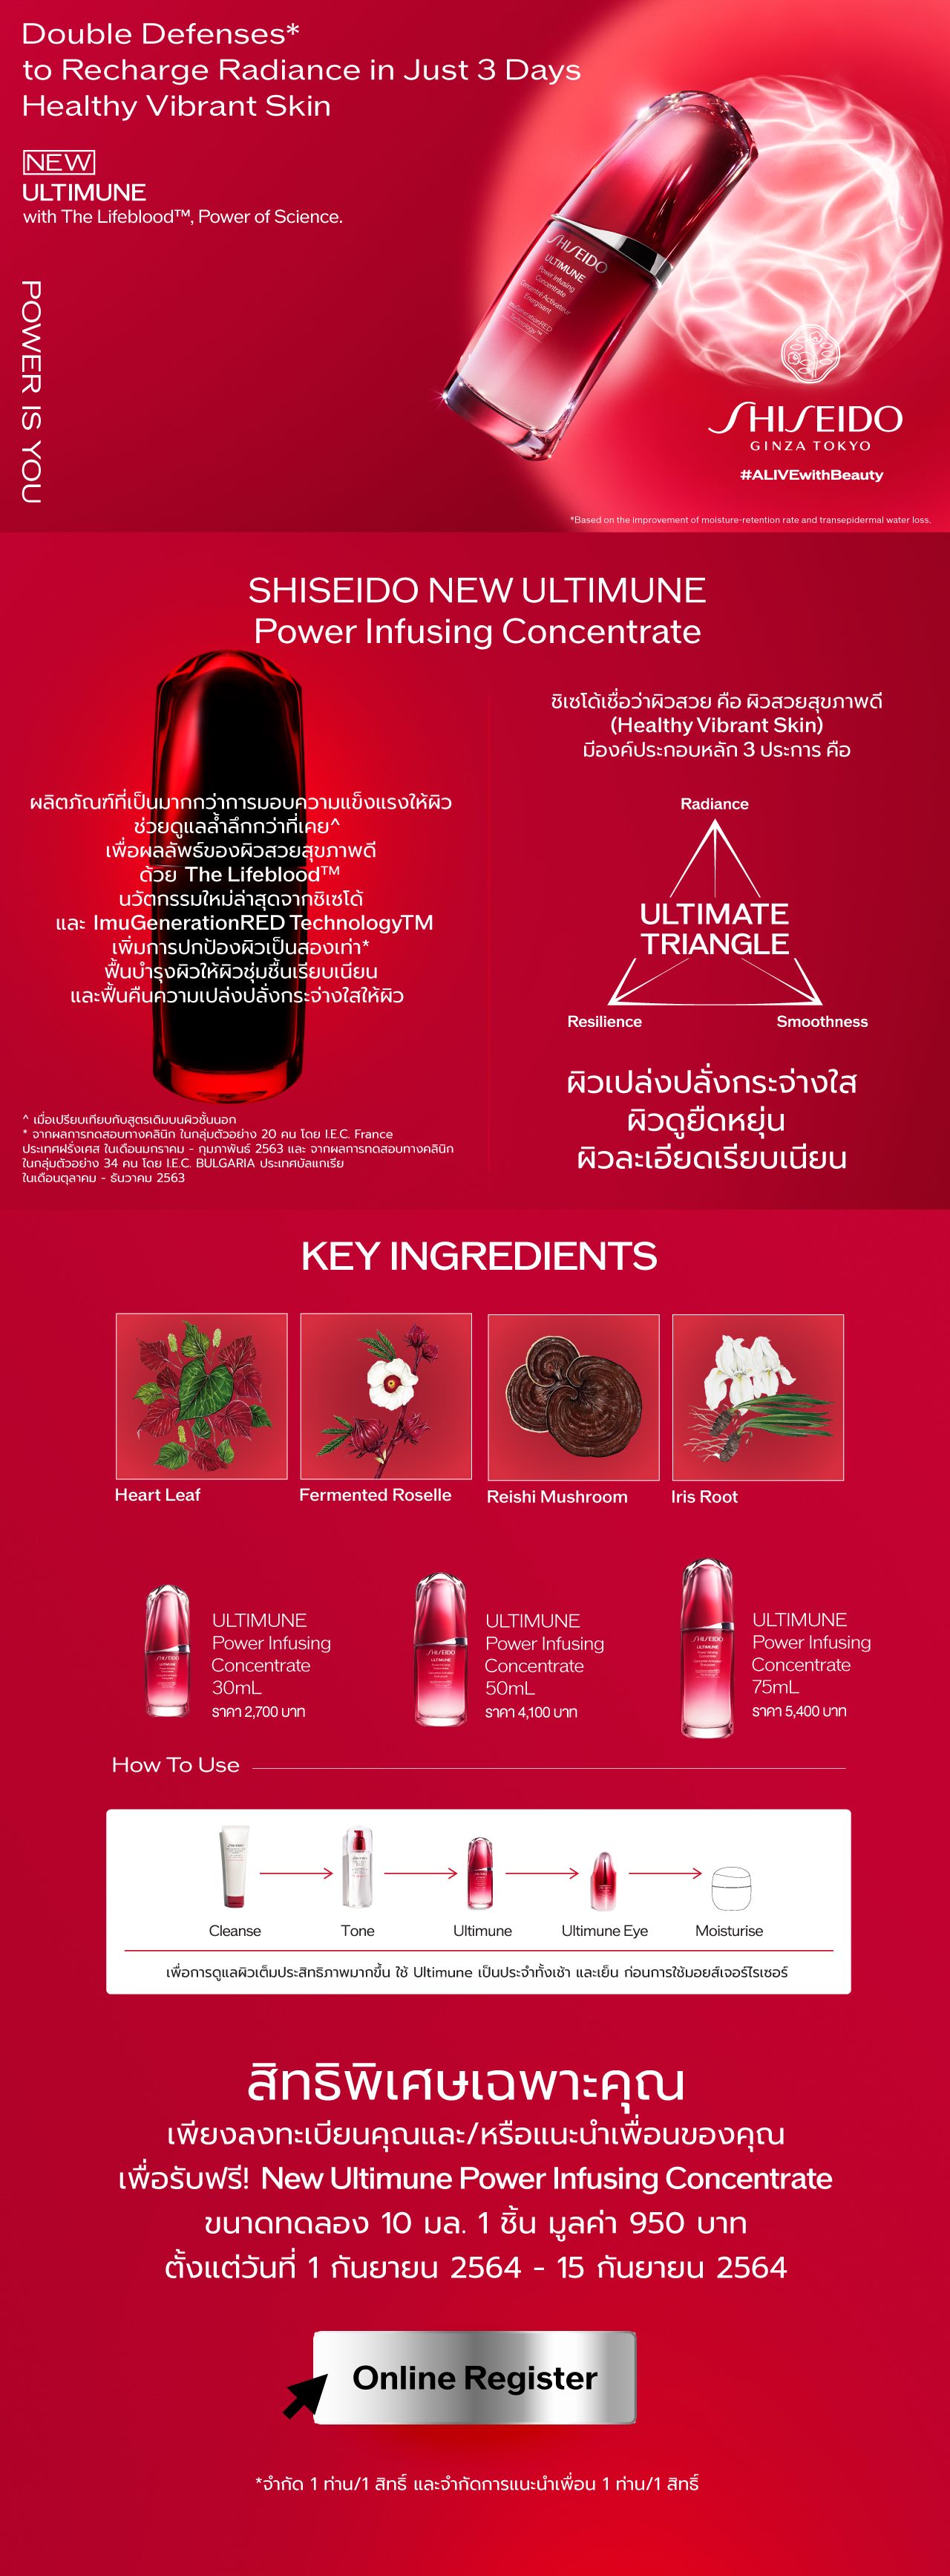 Double Defenses*
to Recharge Radiance in Just 3 Days
Healthy Vibrant Skin
NEW
ULTIMUNE
with The Lifeblood™, Power of Science.
POWER IS YOU
SHISEIDO
ULTIMUNE
Power Infusing
Concentrate
Concentré Activateur
Énergisant
ImuGenerationRED
Technology™
SHISEIDO
GINZA TOKYO
#ALIVEwithBeauty
*Based on the improvement of moisture-retention rate and transepidermal water loss.
SHISEIDO NEW ULTIMUNE
Power Infusing Concentrate
ผลิตภัณฑ์ที่เป็นมากกว่าการมอบความแข็งแรงให้ผิว
ช่วยดูแลล้ำลึกกว่าที่เคย^
เพื่อผลลัพธ์ของผิวสวยสุขภาพดี
ด้วย The Lifeblood™
นวัตกรรมใหม่ล่าสุดจากชิเซโด้
และ ImuGenerationRED TechnologyTM
เพิ่มการปกป้องผิวเป็นสองเท่า*
ฟื้นบำรุงผิวให้ผิวชุ่มชื้นเรียบเนียน
และฟื้นคืนความเปล่งปลั่งกระจ่างใสให้ผิว
^ เมื่อเปรียบเทียบกับสูตรเดิมบนผิวชั้นนอก
* จากผลการทดสอบทางคลินิก ในกลุ่มตัวอย่าง 20 คน โดย I.E.C. France
ประเทศฝรั่งเศส ในเดือนมกราคม - กุมภาพันธ์ 2563 และ จากผลการทดสอบทางคลินิก
ในกลุ่มตัวอย่าง 34 คน โดย I.E.C. BULGARIA ประเทศบัลแกเรีย
ในเดือนตุลาคม - ธันวาคม 2563
ชิเซโด้เชื่อว่าผิวสวย คือ ผิวสวยสุขภาพดี
(Healthy Vibrant Skin)
มีองค์ประกอบหลัก 3 ประการ คือ
Radiance
ULTIMATE
TRIANGLE
Resilience
Smoothness
ผิวเปล่งปลั่งกระจ่างใส
ผิวดูยืดหยุ่น
ผิวละเอียดเรียบเนียน
KEY INGREDIENTS
Heart Leaf
Fermented Roselle
Reishi Mushroom
Iris Root
ULTIMUNE
Power Infusing
Concentrate
30mL
ราคา 2,700 บาท
ULTIMUNE
Power Infusing
Concentrate
50mL
ราคา 4,100 บาท
ULTIMUNE
Power Infusing
Concentrate
75mL
ราคา 5,400 บาท
How To Use
Cleanse
Tone
Ultimune
Ultimune Eye
Moisturise
เพื่อการดูแลผิวเต็มประสิทธิภาพมากขึ้น ใช้ Ultimune เป็นประจำทั้งเช้า และเย็น ก่อนการใช้มอยส์เจอร์ไรเซอร์
สิทธิพิเศษเฉพาะคุณ
เพียงลงทะเบียนคุณและ/หรือแนะนำเพื่อนของคุณ
เพื่อรับฟรี! New Ultimune Power Infusing Concentrate
ขนาดทดลอง 10 มล. 1 ชิ้น มูลค่า 950 บาท
ตั้งแต่วันที่ 1 กันยายน 2564 - 15 กันยายน 2564
Online Register
*จำกัด 1 ท่าน/1 สิทธิ์ และจำกัดการแนะนำเพื่อน 1 ท่าน/1 สิทธิ์